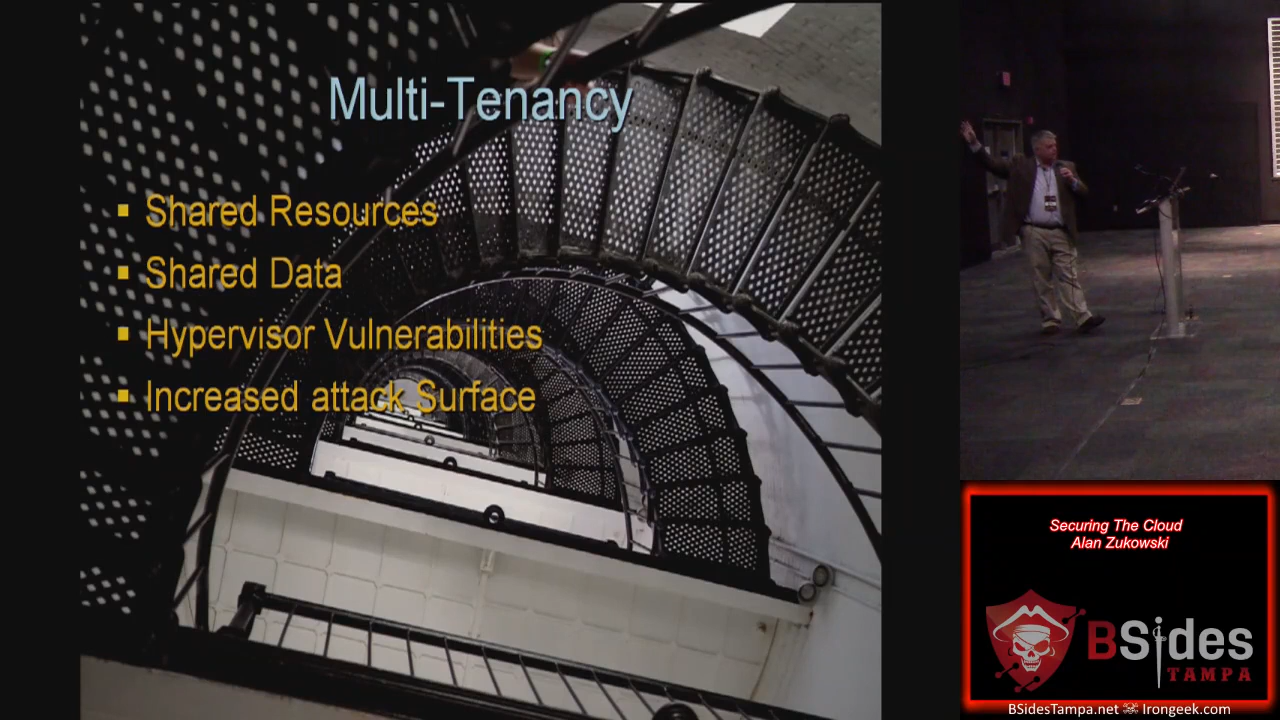 Multi-Tenancy
Shared Resources
Shared Data
Hypervisor Vulnerabilities
Increased attack Surface
Securing The Cloud
Alan Zukowski
BSides
TAMPA
BSidesTampa.net ☠ Irongeek.com